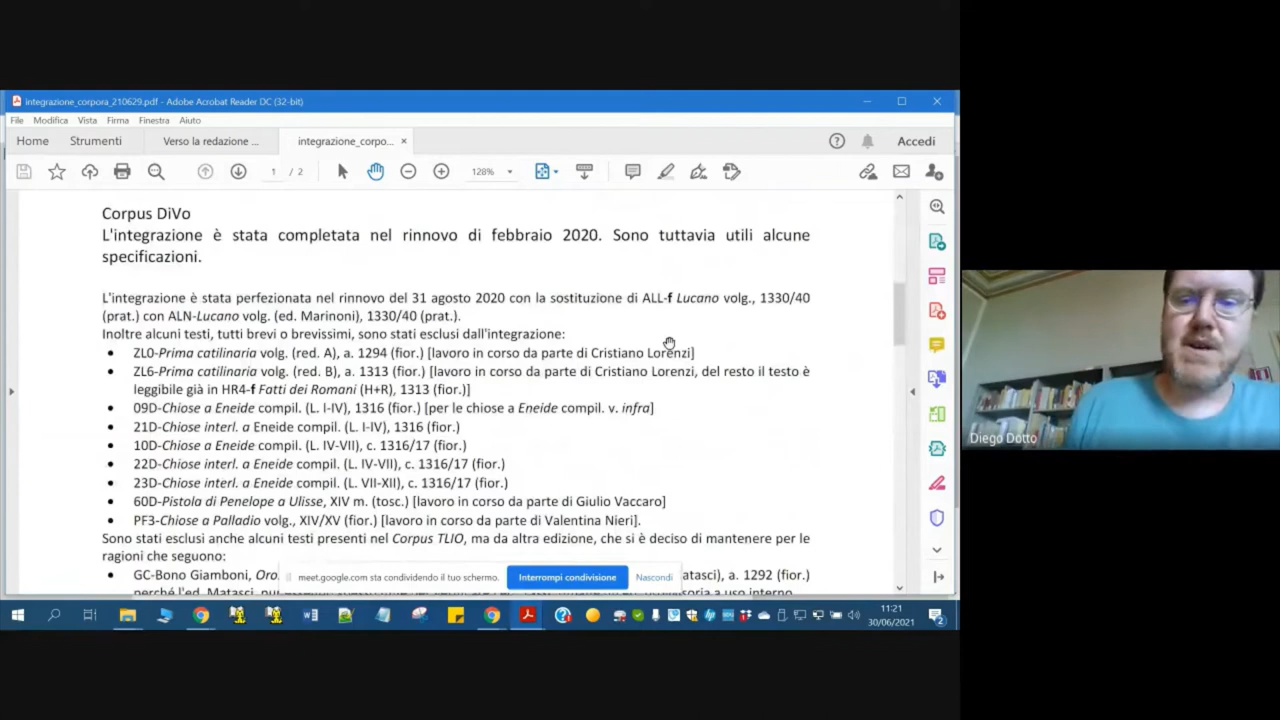 integrazione_corpora_210629.pdf - Adobe Acrobat Reader DC (32-bit)
File Modifica Vista Firma Finestra Aiuto
Home Strumenti Verso la redazione ... integrazione_corpo... × Accedi
1 / 2 128%
Corpus DiVo
L'integrazione è stata completata nel rinnovo di febbraio 2020. Sono tuttavia utili alcune
specificazioni.
L'integrazione è stata perfezionata nel rinnovo del 31 agosto 2020 con la sostituzione di ALL-f Lucano volg., 1330/40
(prat.) con ALN-Lucano volg. (ed. Marinoni), 1330/40 (prat.).
Inoltre alcuni testi, tutti brevi o brevissimi, sono stati esclusi dall'integrazione:
• ZL0-Prima catilinaria volg. (red. A), a. 1294 (fior.) [lavoro in corso da parte di Cristiano Lorenzi]
• ZL6-Prima catilinaria volg. (red. B), a. 1313 (fior.) [lavoro in corso da parte di Cristiano Lorenzi, del resto il testo è
leggibile già in HR4-f Fatti dei Romani (H+R), 1313 (fior.)]
• 09D-Chiose a Eneide compil. (L. I-IV), 1316 (fior.) [per le chiose a Eneide compil. v. infra]
• 21D-Chiose interl. a Eneide compil. (L. I-IV), 1316 (fior.)
• 10D-Chiose a Eneide compil. (L. IV-VII), c. 1316/17 (fior.)
• 22D-Chiose interl. a Eneide compil. (L. IV-VII), c. 1316/17 (fior.)
• 23D-Chiose interl. a Eneide compil. (L. VII-XII), c. 1316/17 (fior.)
• 60D-Pistola di Penelope a Ulisse, XIV m. (tosc.) [lavoro in corso da parte di Giulio Vaccaro]
• PF3-Chiose a Palladio volg., XIV/XV (fior.) [lavoro in corso da parte di Valentina Nieri].
Sono stati esclusi anche alcuni testi presenti nel Corpus TLIO, ma da altra edizione, che si è deciso di mantenere per le
ragioni che seguono:
• GC-Bono Giamboni, Oro atasci), a. 1292 (fior.)
meet.google.com sta condividendo il tuo schermo. Interrompi condivisione Nascondi
perché l'ed. Matasci, uso interno
Diego Dotto
11:21
30/06/2021
2